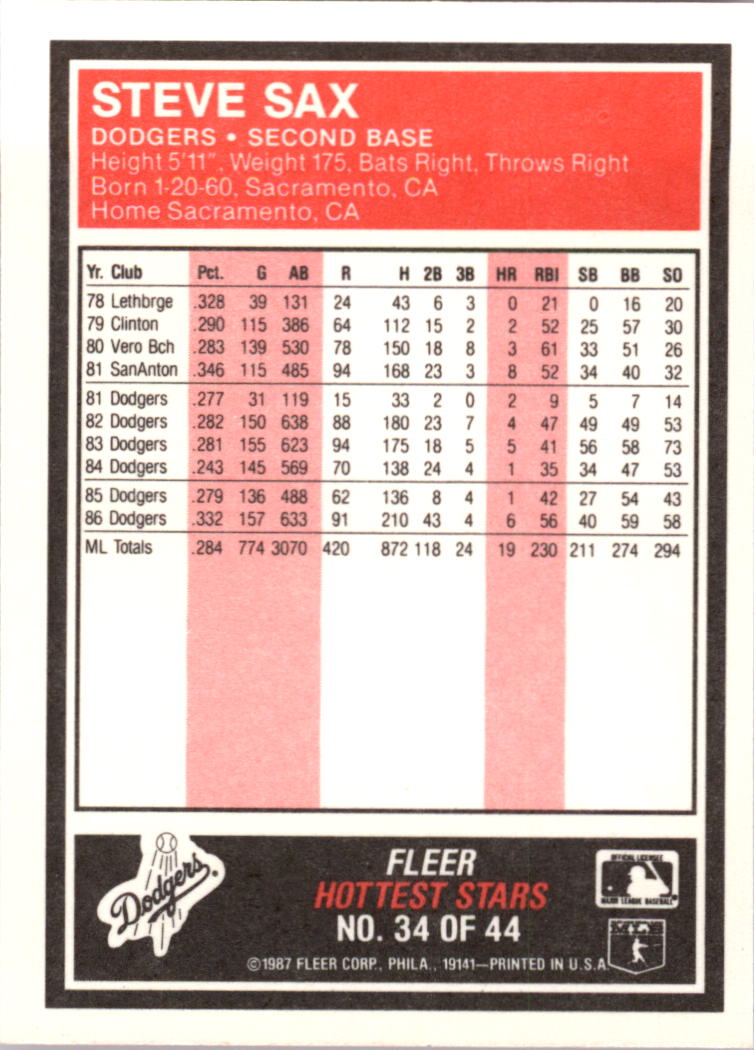 STEVE SAX
DODGERS • SECOND BASE
Height 5'11", Weight 175, Bats Right, Throws Right
Born 1-20-60, Sacramento, CA
Home Sacramento, CA
Yr. Club Pct. G AB R H 2B 3B HR RBI SB BB SO
78 Lethbrge .328 39 131 24 43 6 3 0 21 0 16 20
79 Clinton .290 115 386 64 112 15 2 2 52 25 57 30
80 Vero Bch .283 139 530 78 150 18 8 3 61 33 51 26
81 SanAnton .346 115 485 94 168 23 3 8 52 34 40 32
81 Dodgers .277 31 119 15 33 2 0 2 9 5 7 14
82 Dodgers .282 150 638 88 180 23 7 4 47 49 49 53
83 Dodgers .281 155 623 94 175 18 5 5 41 56 58 73
84 Dodgers .243 145 569 70 138 24 4 1 35 34 47 53
85 Dodgers .279 136 488 62 136 8 4 1 42 27 54 43
86 Dodgers .332 157 633 91 210 43 4 6 56 40 59 58
ML Totals .284 774 3070 420 872 118 24 19 230 211 274 294
Dodgers
FLEER
HOTTEST STARS
NO. 34 OF 44
©1987 FLEER CORP., PHILA., 19141—PRINTED IN U.S.A.
OFFICIAL LICENSEE
MAJOR LEAGUE BASEBALL